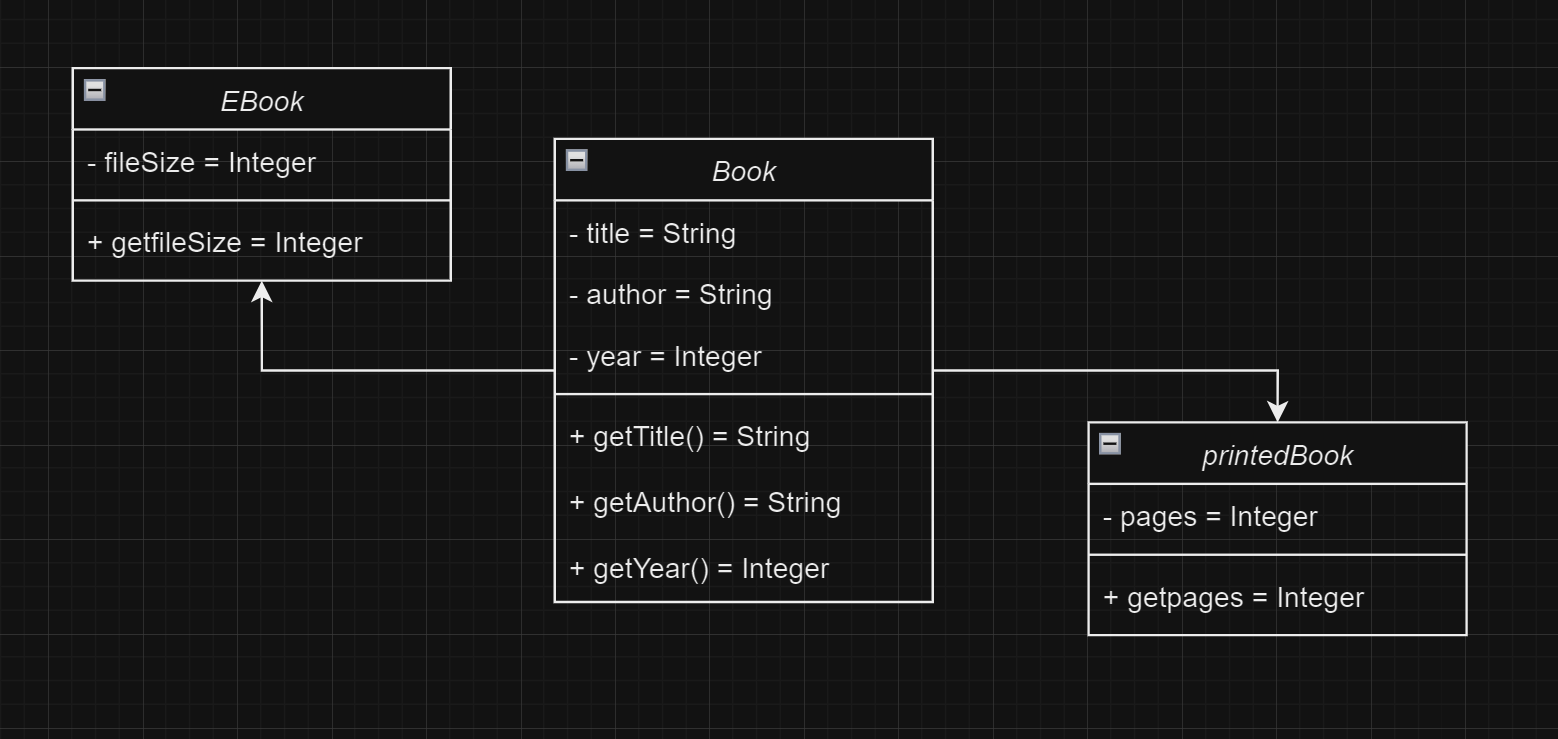 EBook
- fileSize = Integer
+ getfileSize = Integer
Book
- title = String
- author = String
- year = Integer
+ getTitle() = String
+ getAuthor() = String
+ getYear() = Integer
printedBook
- pages = Integer
+ getpages = Integer